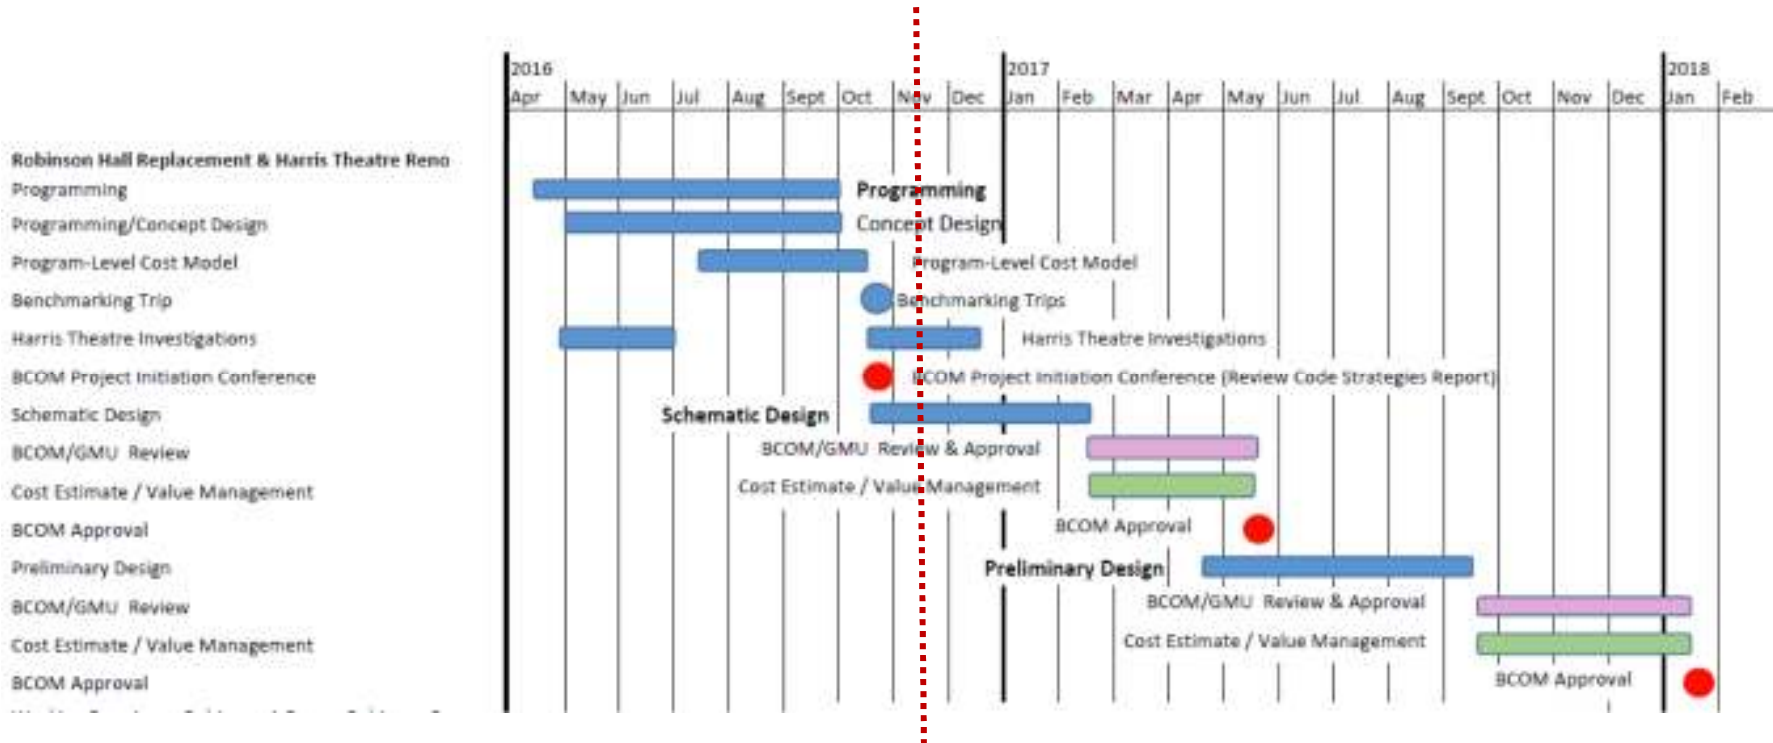 2016 2017 2018
Apr May Jun Jul Aug Sept Oct Nov Dec Jan Feb Mar Apr May Jun Jul Aug Sept Oct Nov Dec Jan Feb
Robinson Hall Replacement & Harris Theatre Reno
Programming Programming
Programming/Concept Design Concept Design
Program-Level Cost Model Program-Level Cost Model
Benchmarking Trip Benchmarking Trips
Harris Theatre Investigations Harris Theatre Investigations
BCOM Project Initiation Conference BCOM Project Initiation Conference (Review Code Strategies Report)
Schematic Design Schematic Design
BCOM/GMU Review BCOM/GMU Review & Approval
Cost Estimate / Value Management Cost Estimate / Value Management
BCOM Approval BCOM Approval
Preliminary Design Preliminary Design
BCOM/GMU Review BCOM/GMU Review & Approval
Cost Estimate / Value Management Cost Estimate / Value Management
BCOM Approval BCOM Approval